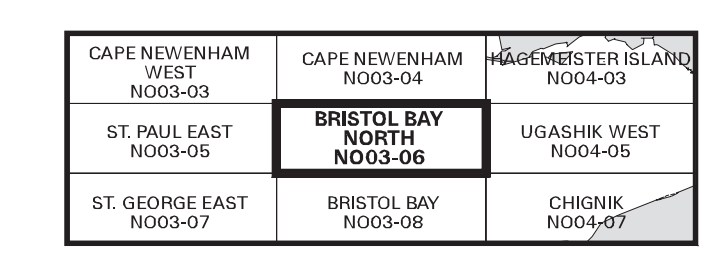 CAPE NEWENHAM
WEST
NO03-03
CAPE NEWENHAM
NO03-04
HAGEMEISTER ISLAND
NO04-03
ST. PAUL EAST
NO03-05
BRISTOL BAY
NORTH
NO03-06
UGASHIK WEST
NO04-05
ST. GEORGE EAST
NO03-07
BRISTOL BAY
NO03-08
CHIGNIK
NO04-07